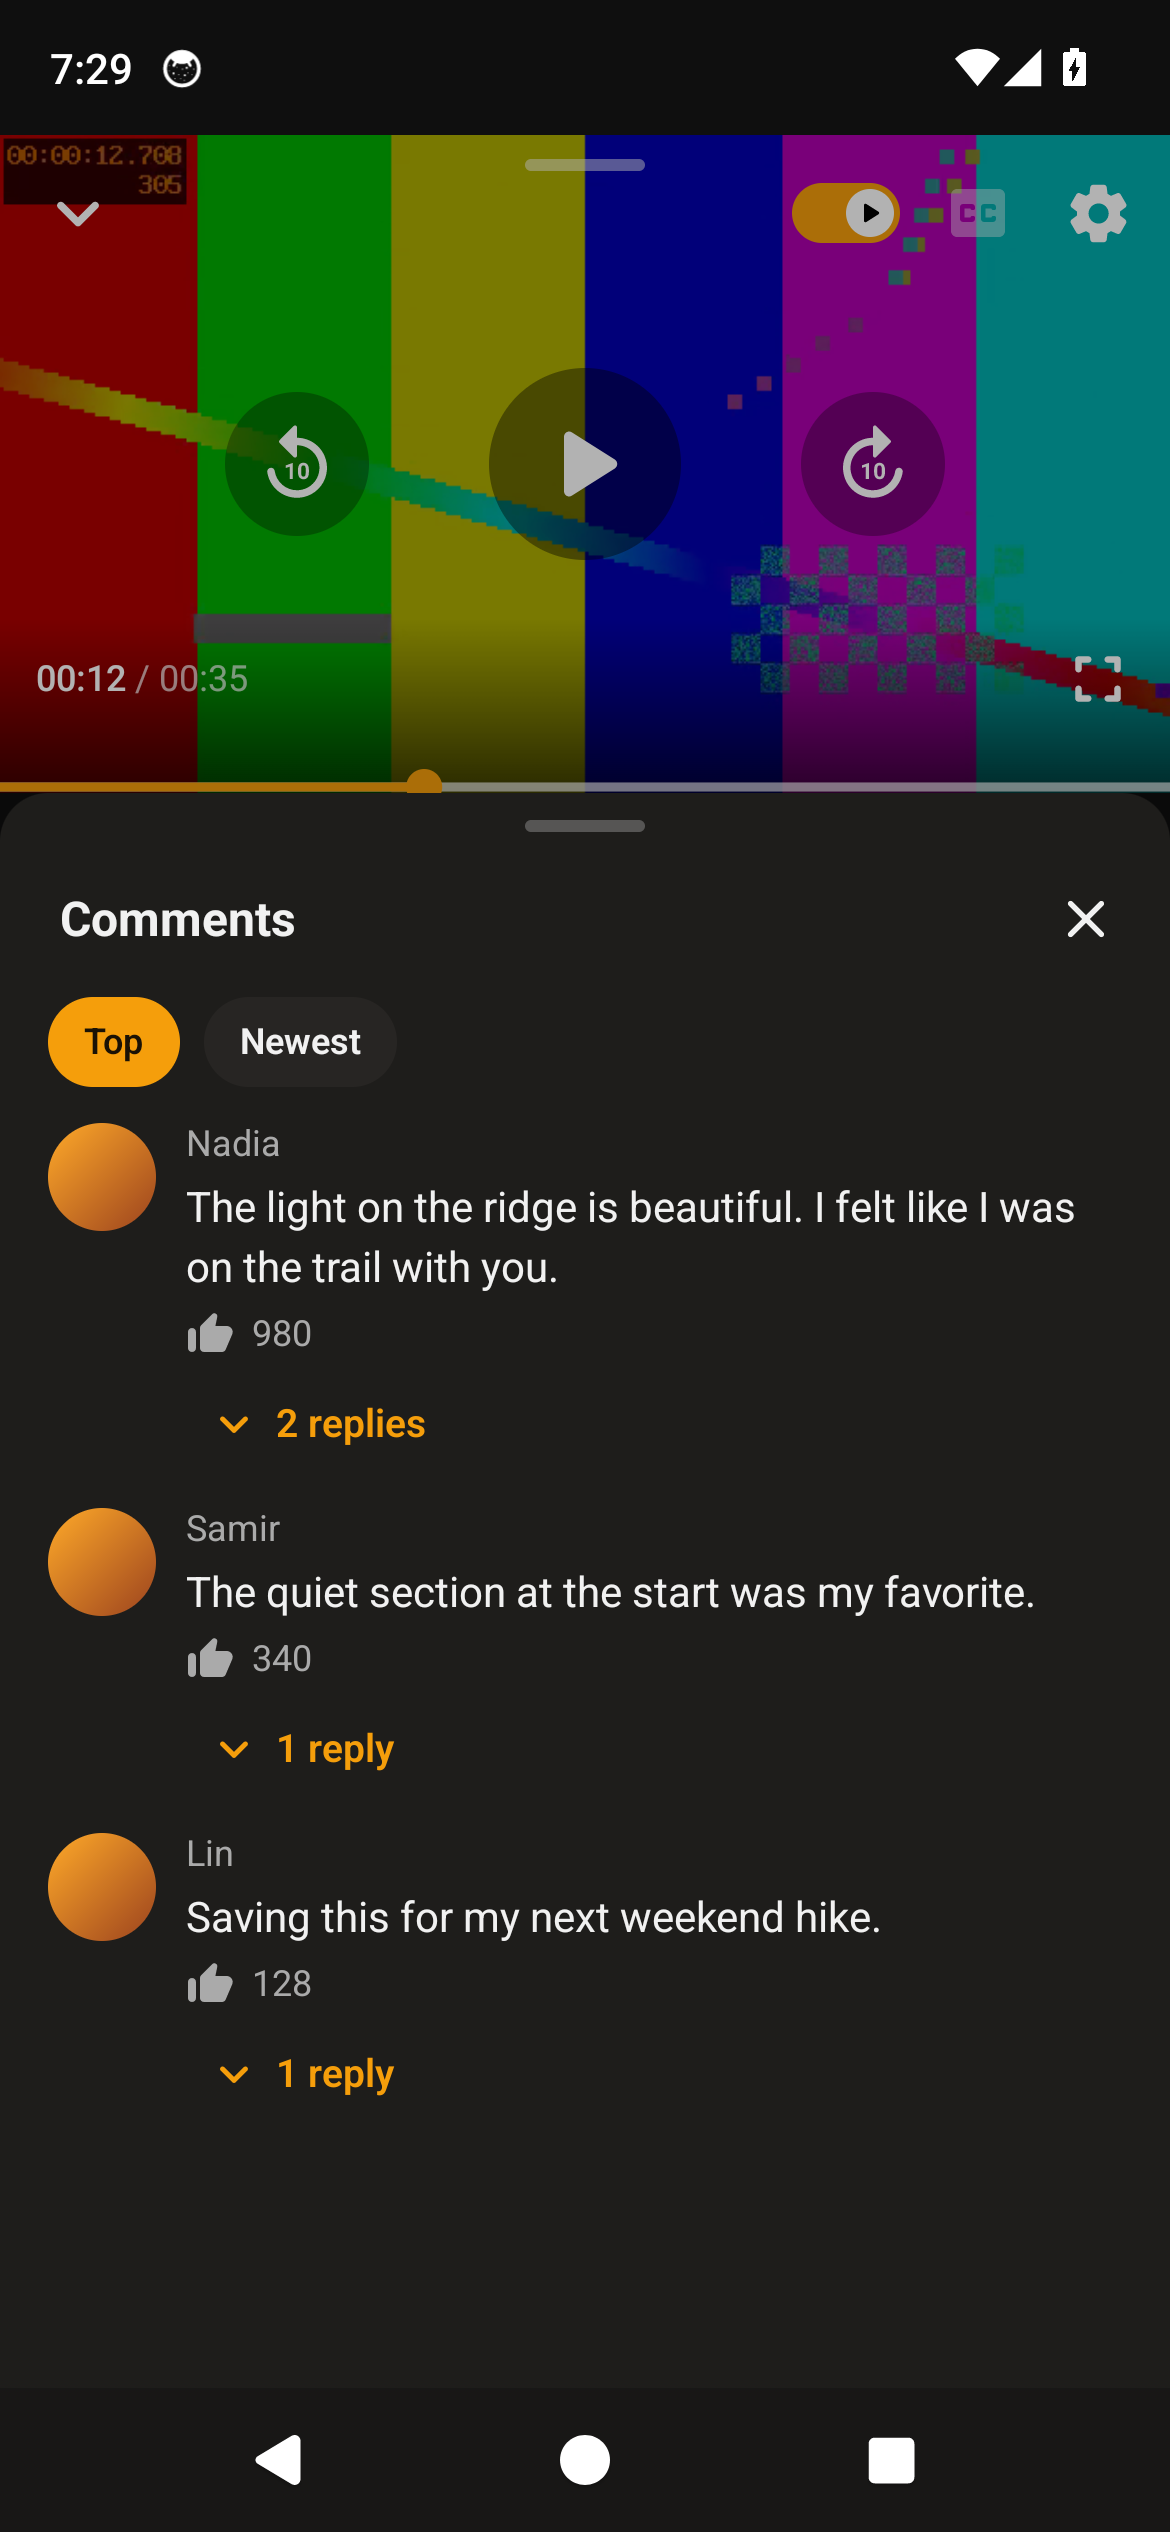 7:29
00:00:12.708
305
CC
10
10
00:12 / 00:35
Comments
Top
Newest
Nadia
The light on the ridge is beautiful. I felt like I was
on the trail with you.
980
2 replies
Samir
The quiet section at the start was my favorite.
340
1 reply
Lin
Saving this for my next weekend hike.
128
1 reply